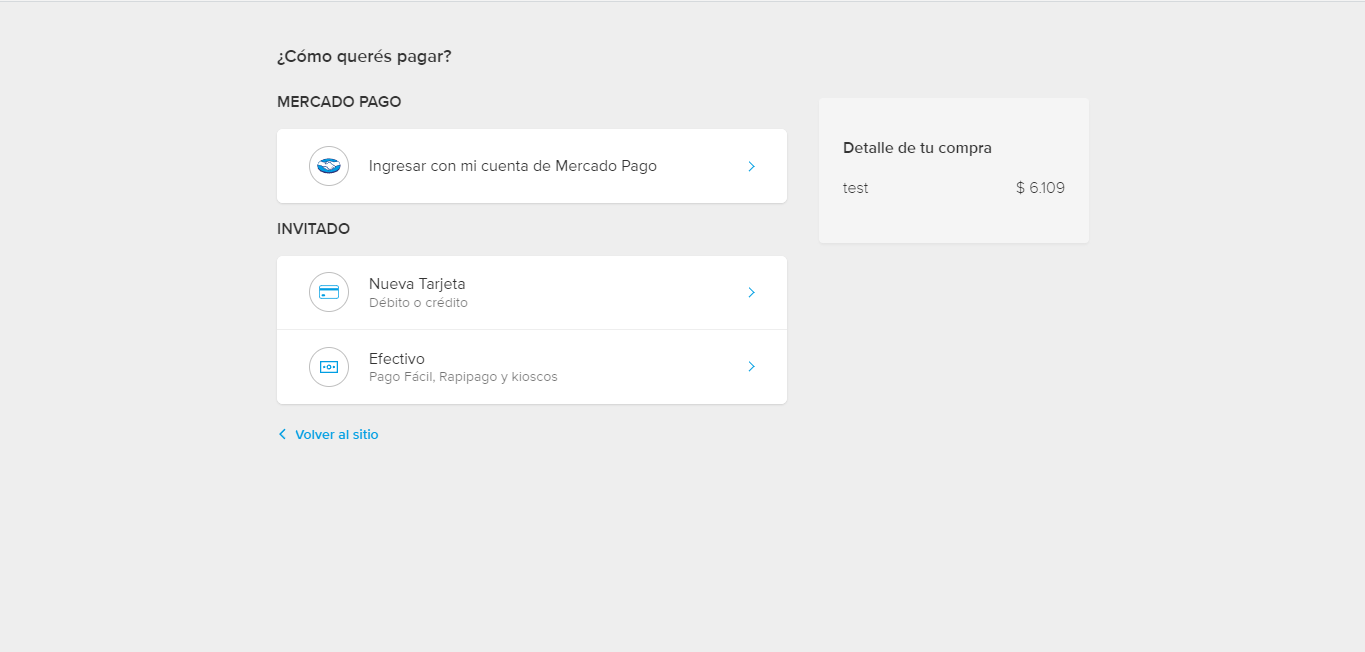 ¿Cómo querés pagar?
MERCADO PAGO
Ingresar con mi cuenta de Mercado Pago
INVITADO
Nueva Tarjeta
Débito o crédito
Efectivo
Pago Fácil, Rapipago y kioscos
Volver al sitio
Detalle de tu compra
test $ 6.109